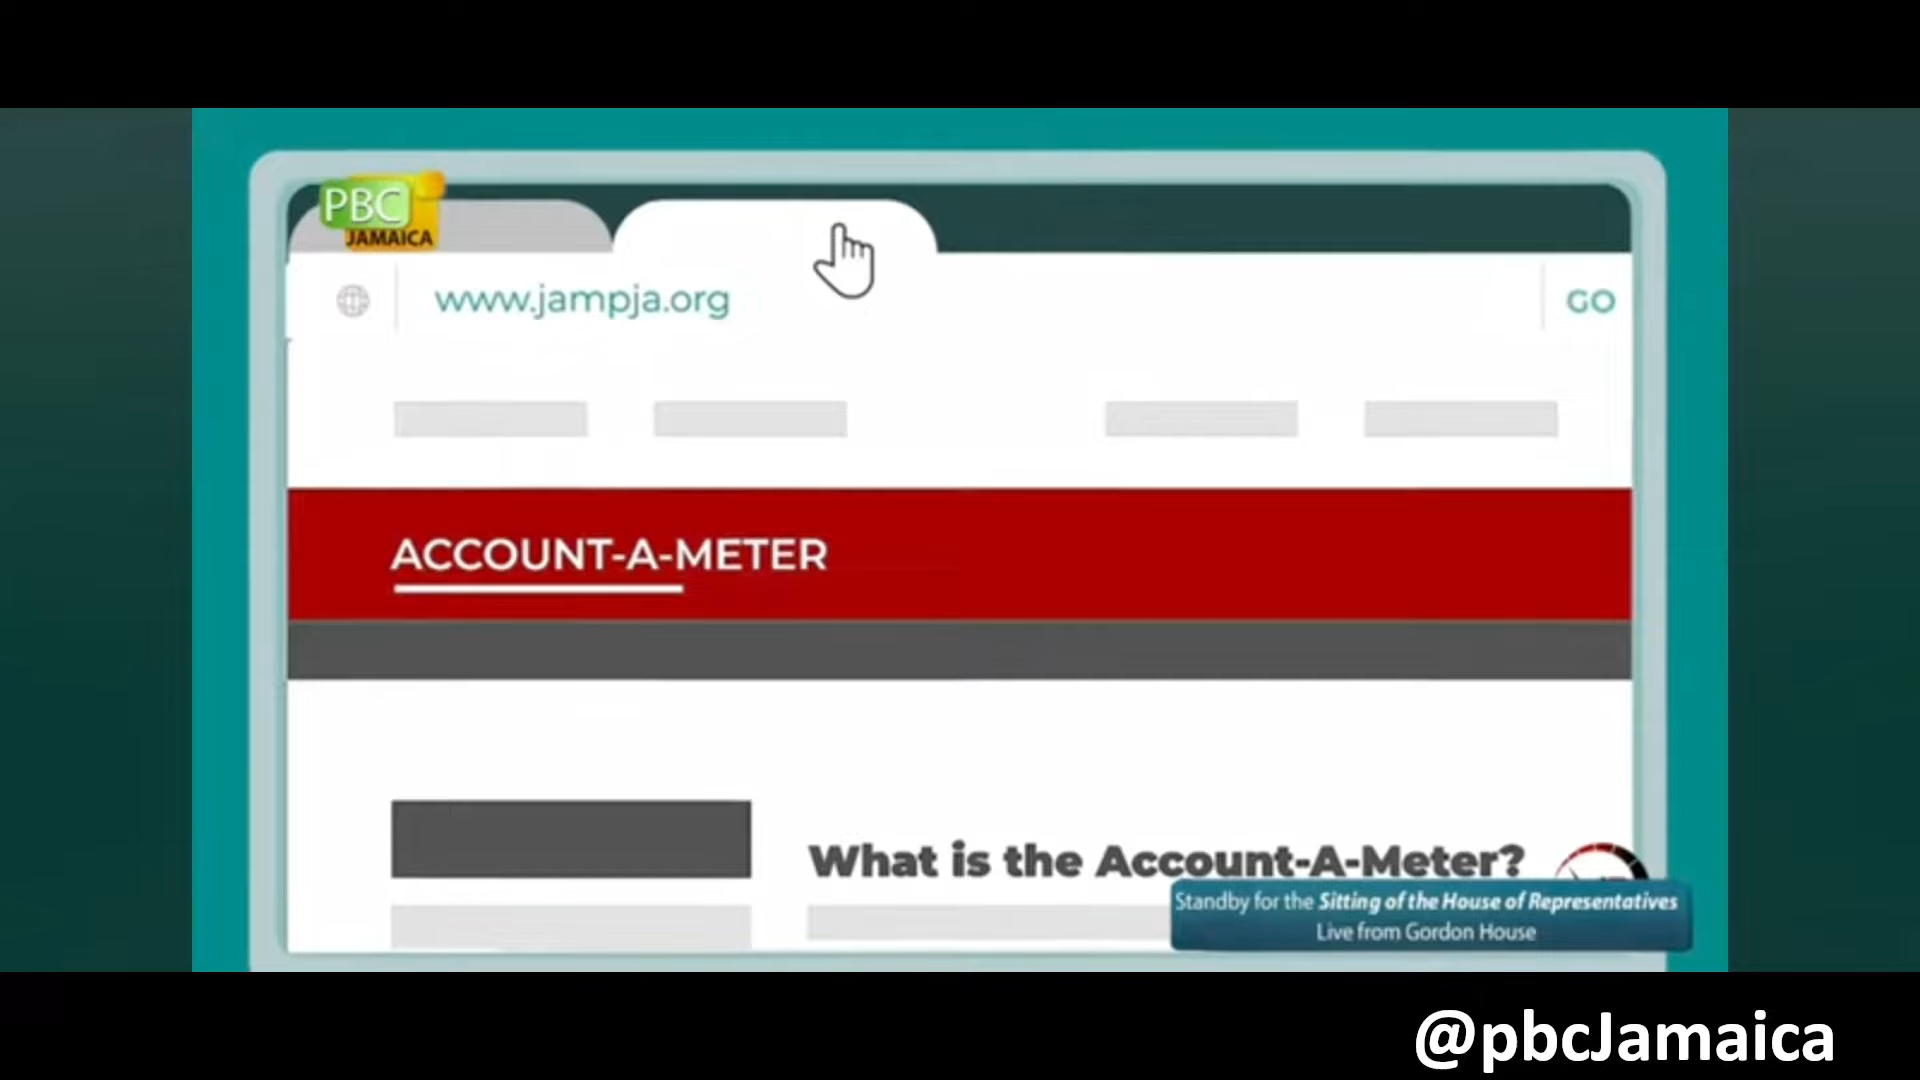 PBC
JAMAICA
www.jampja.org
GO
ACCOUNT-A-METER
What is the Account-A-Meter?
Standby for the Sitting of the House of Representatives
Live from Gordon House
@pbcJamaica